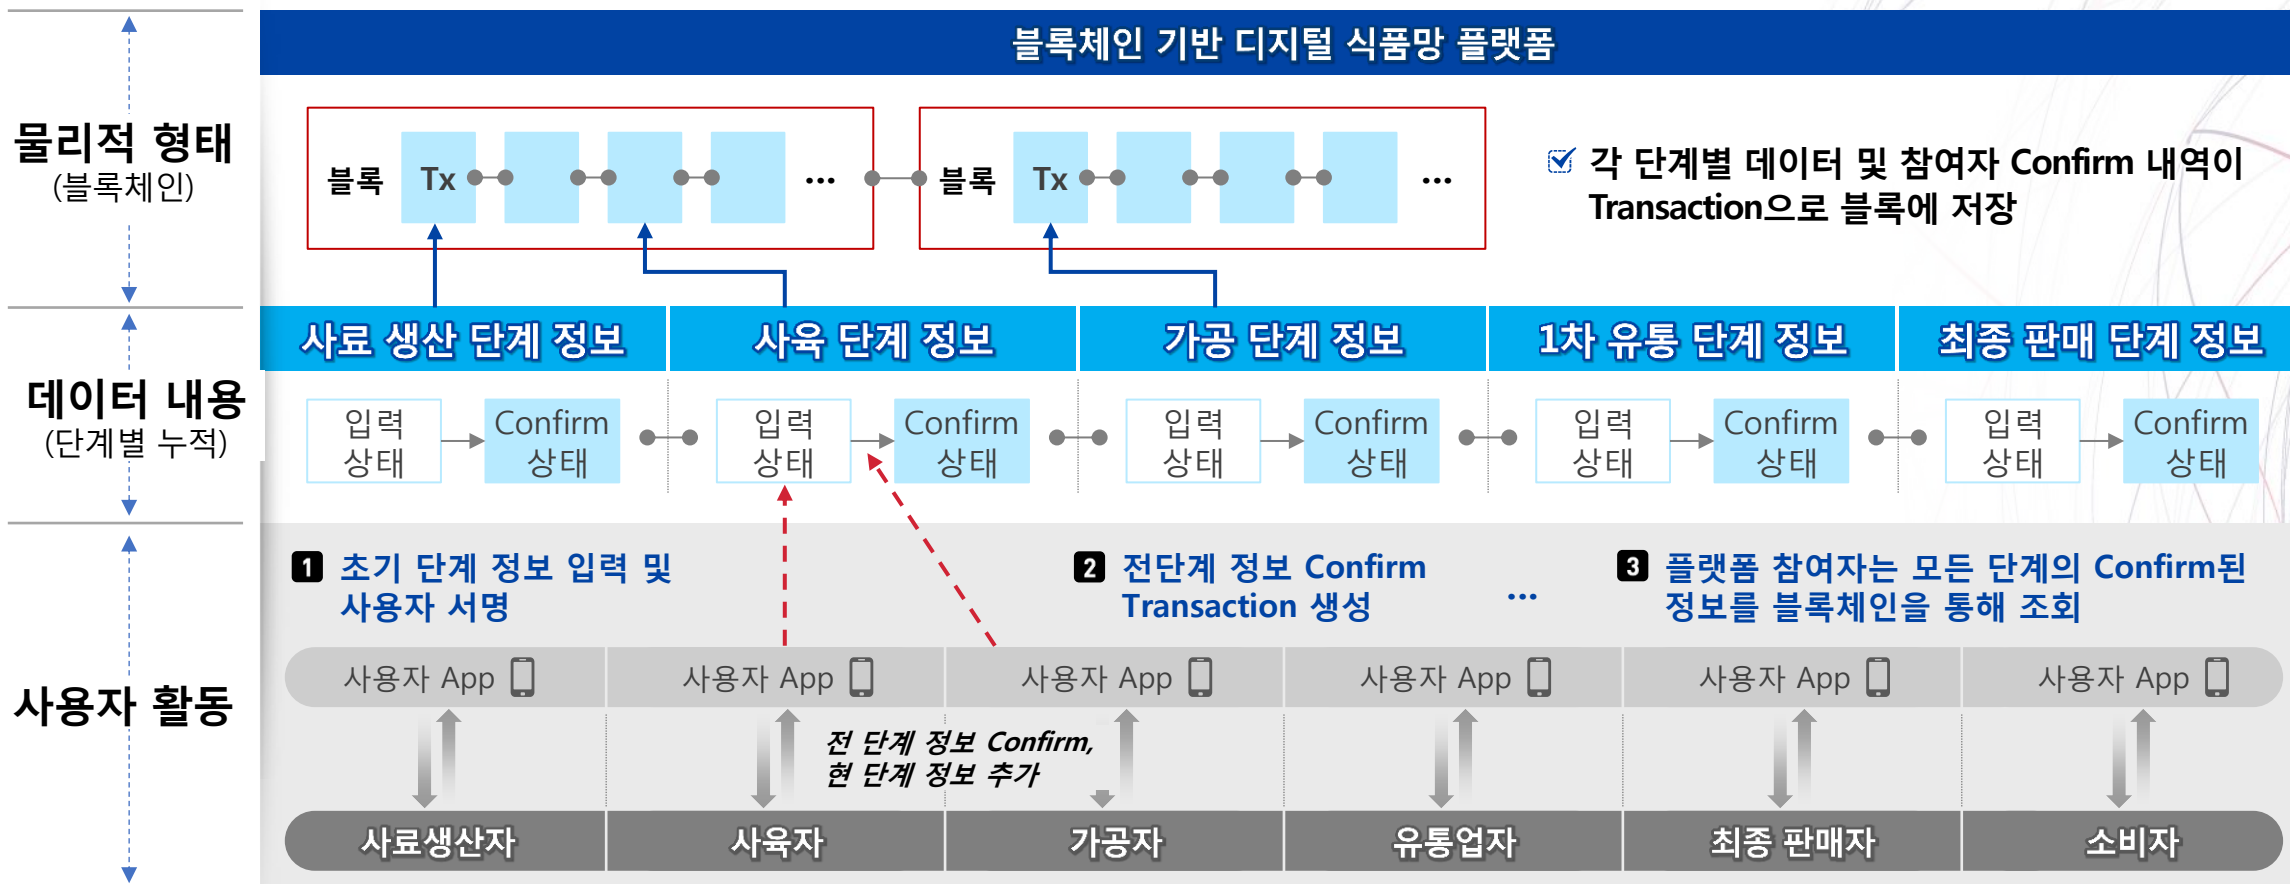 블록체인 기반 디지털 식품망 플랫폼
물리적 형태
(블록체인)
블록
Tx
...
블록
Tx
...
각 단계별 데이터 및 참여자 Confirm 내역이
Transaction으로 블록에 저장
사료 생산 단계 정보
사육 단계 정보
가공 단계 정보
1차 유통 단계 정보
최종 판매 단계 정보
데이터 내용
(단계별 누적)
입력
상태
Confirm
상태
입력
상태
Confirm
상태
입력
상태
Confirm
상태
입력
상태
Confirm
상태
입력
상태
Confirm
상태
사용자 활동
1 초기 단계 정보 입력 및
사용자 서명
2 전단계 정보 Confirm
Transaction 생성
...
3 플랫폼 참여자는 모든 단계의 Confirm된
정보를 블록체인을 통해 조회
사용자 App
사용자 App
사용자 App
사용자 App
사용자 App
사용자 App
전 단계 정보 Confirm,
현 단계 정보 추가
사료생산자
사육자
가공자
유통업자
최종 판매자
소비자